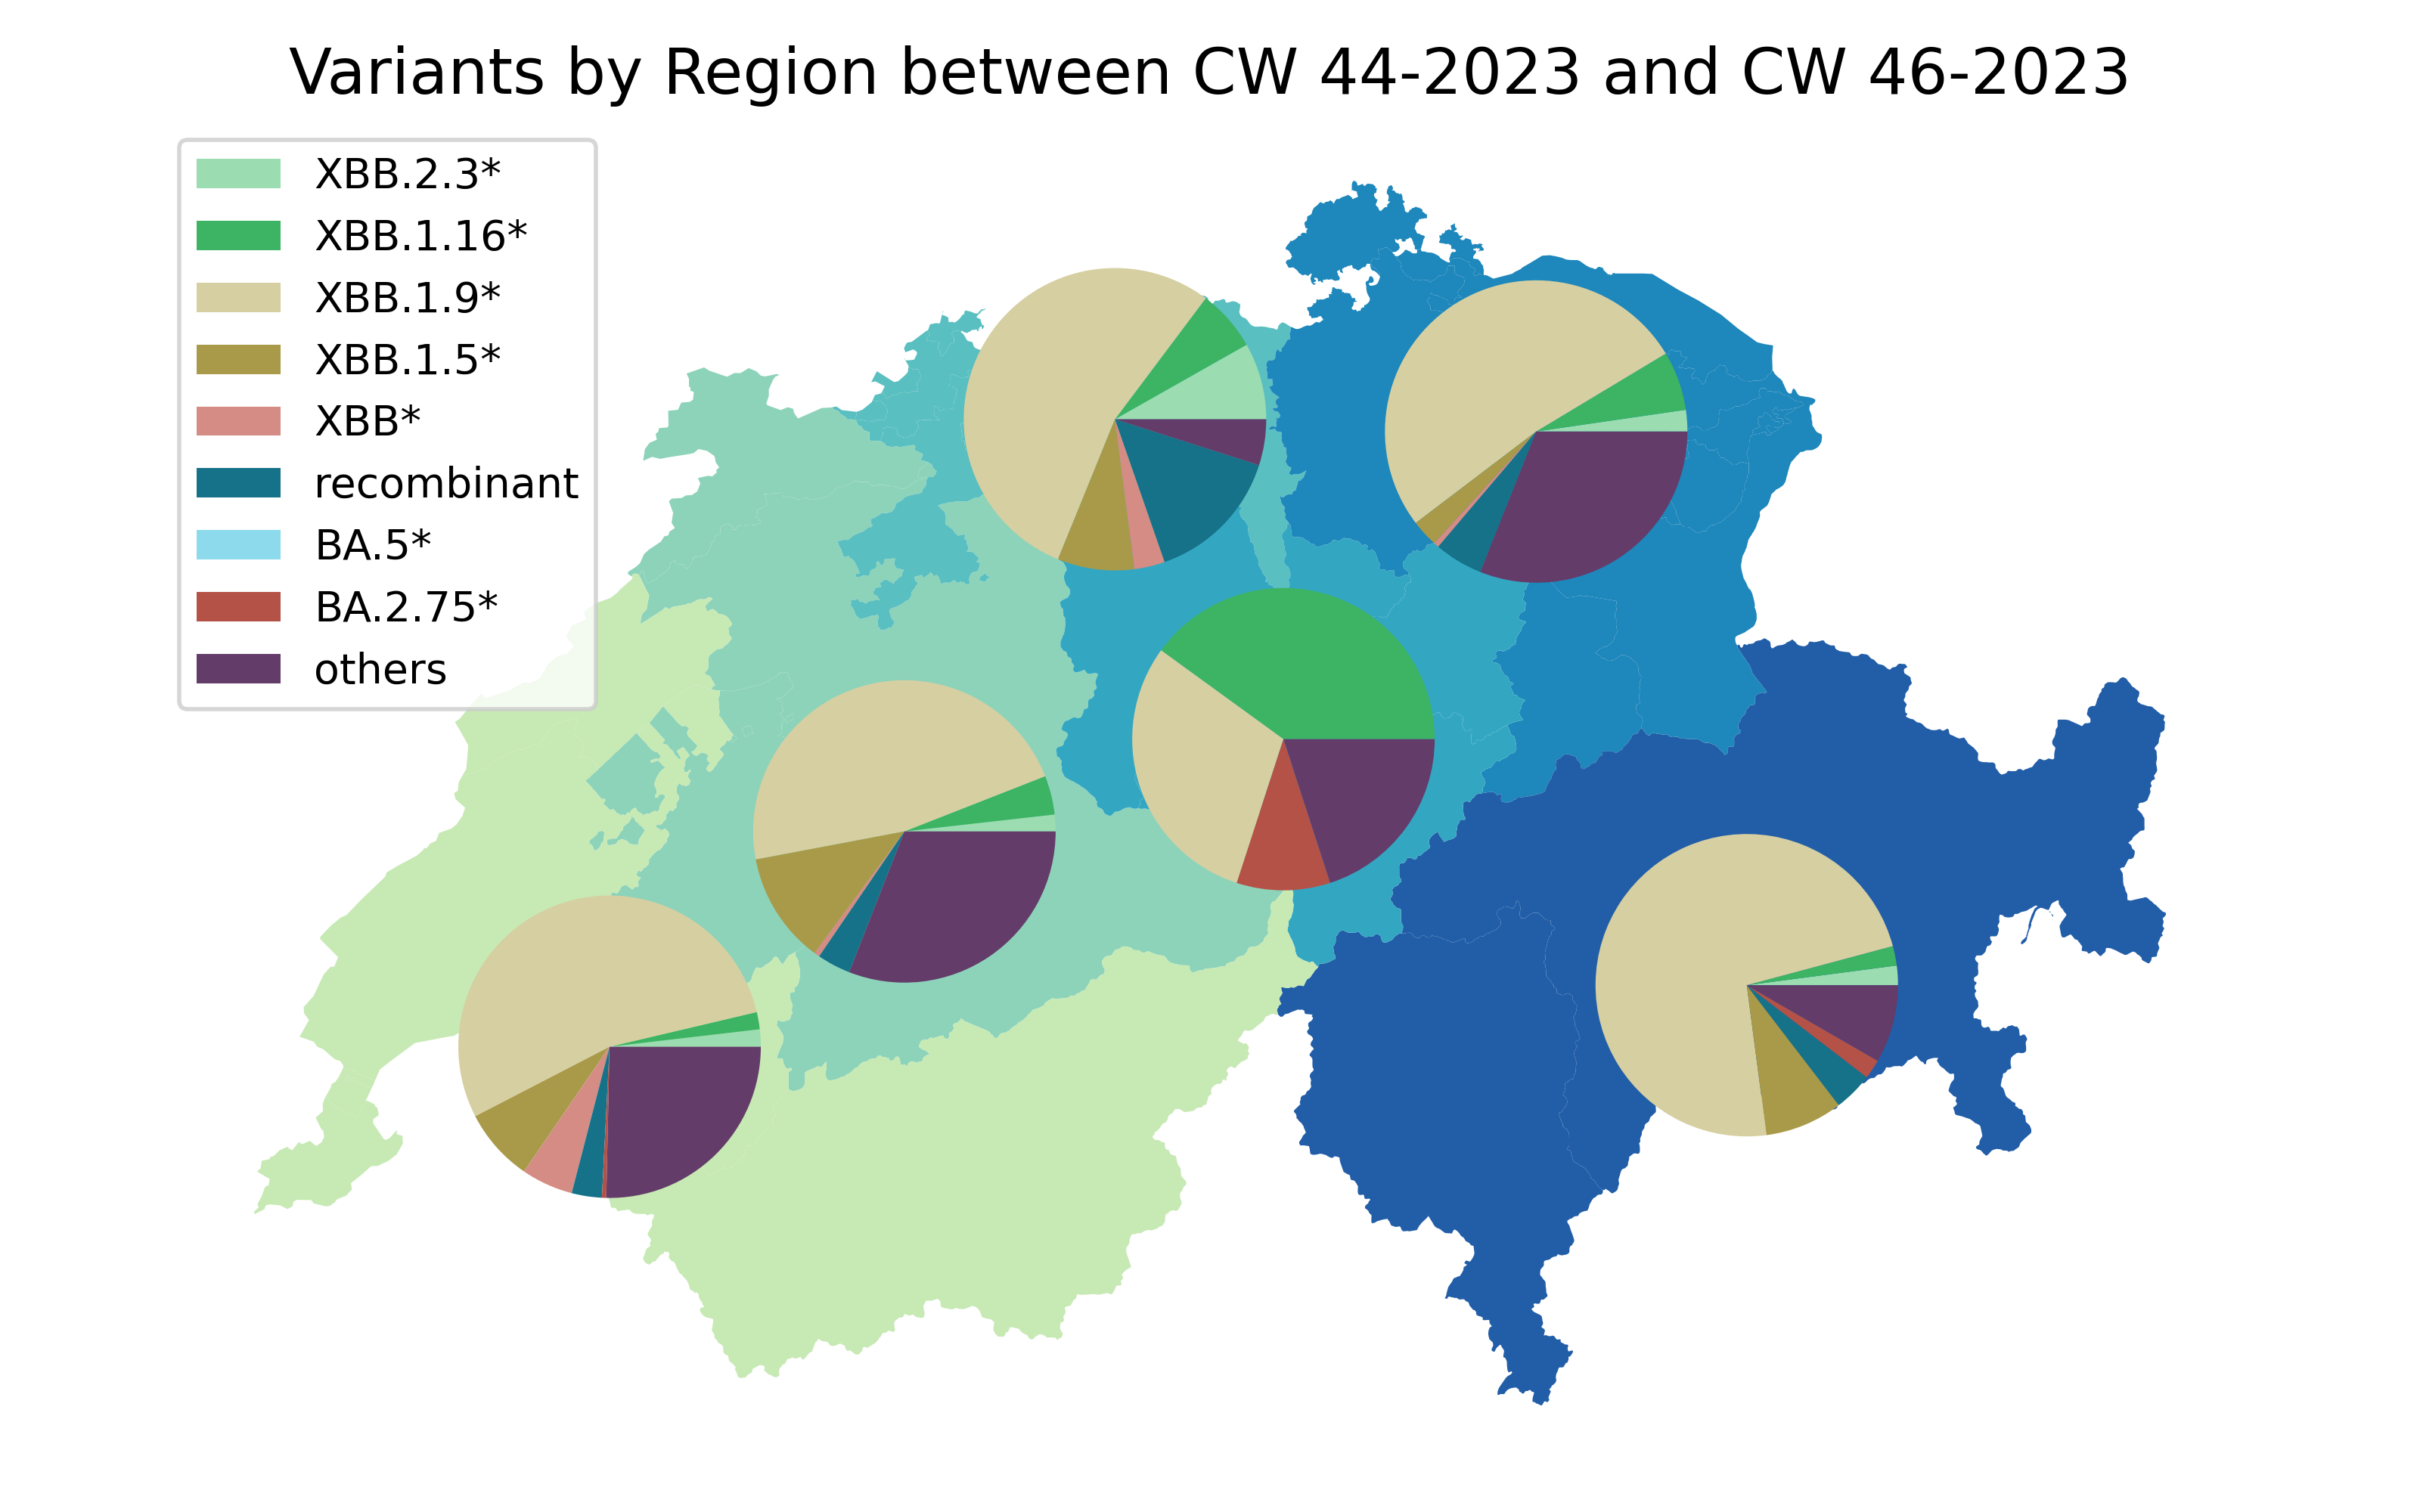 Variants by Region between CW 44-2023 and CW 46-2023
XBB.2.3*
XBB.1.16*
XBB.1.9*
XBB.1.5*
XBB*
recombinant
BA.5*
BA.2.75*
others